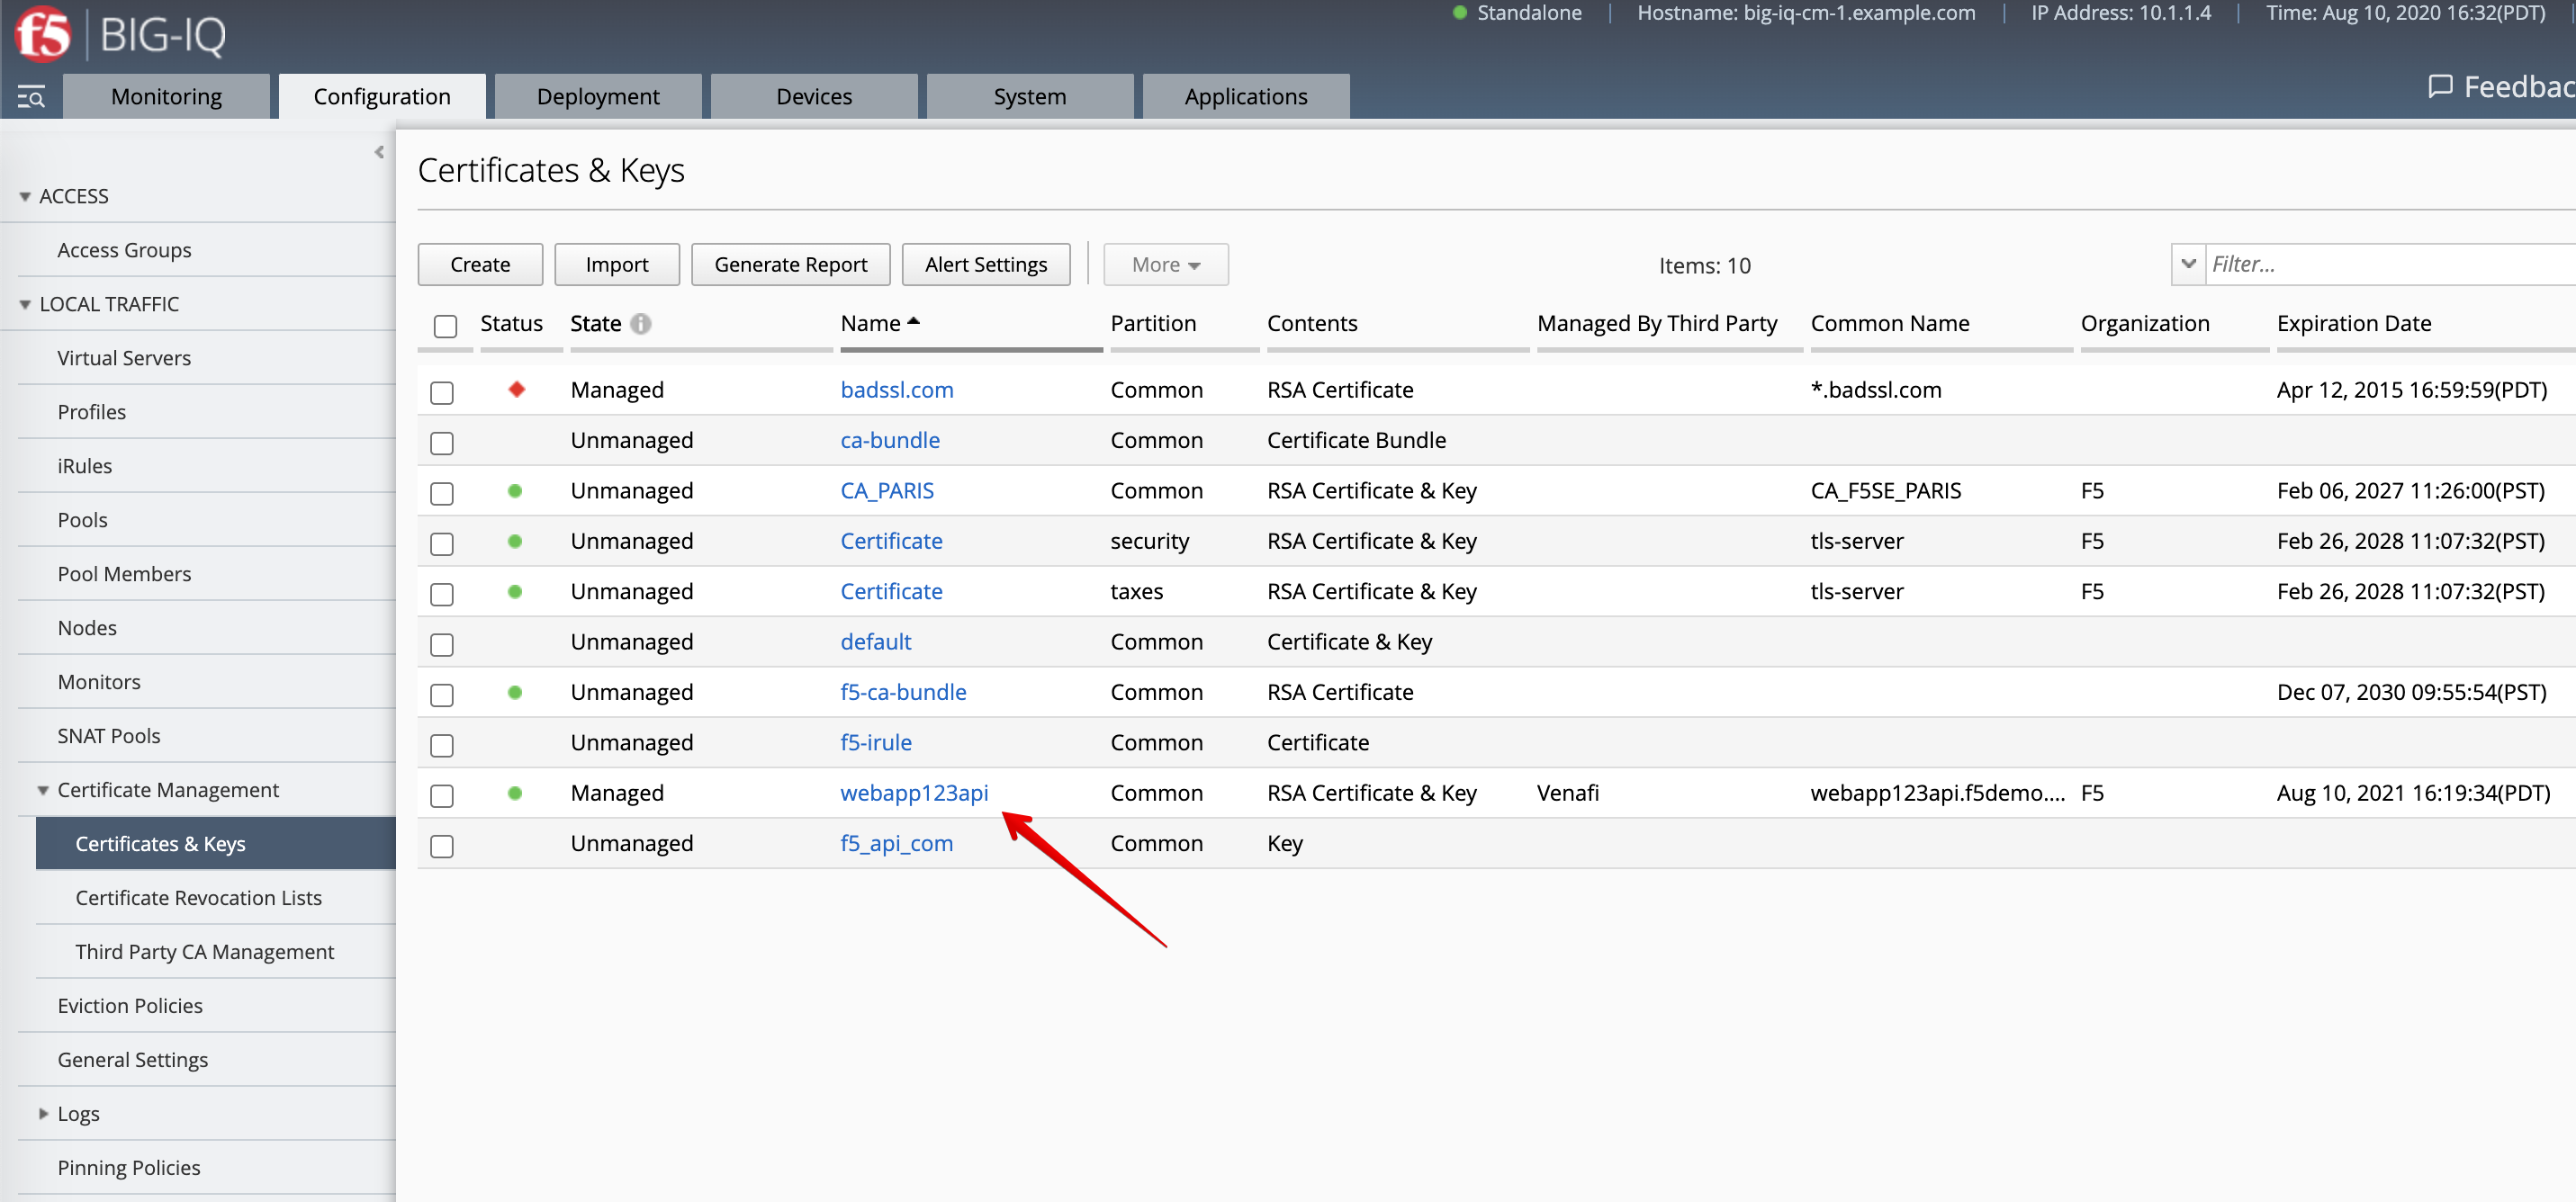 f5 BIG-IQ
Standalone | Hostname: big-iq-cm-1.example.com | IP Address: 10.1.1.4 | Time: Aug 10, 2020 16:32(PDT)
Monitoring Configuration Deployment Devices System Applications
Feedbac
ACCESS
Access Groups
LOCAL TRAFFIC
Virtual Servers
Profiles
iRules
Pools
Pool Members
Nodes
Monitors
SNAT Pools
Certificate Management
Certificates & Keys
Certificate Revocation Lists
Third Party CA Management
Eviction Policies
General Settings
Logs
Pinning Policies
Certificates & Keys
Create Import Generate Report Alert Settings More Items: 10 Filter...
Status State Name Partition Contents Managed By Third Party Common Name Organization Expiration Date
Managed badssl.com Common RSA Certificate *.badssl.com Apr 12, 2015 16:59:59(PDT)
Unmanaged ca-bundle Common Certificate Bundle
Unmanaged CA_PARIS Common RSA Certificate & Key CA_F5SE_PARIS F5 Feb 06, 2027 11:26:00(PST)
Unmanaged Certificate security RSA Certificate & Key tls-server F5 Feb 26, 2028 11:07:32(PST)
Unmanaged Certificate taxes RSA Certificate & Key tls-server F5 Feb 26, 2028 11:07:32(PST)
Unmanaged default Common Certificate & Key
Unmanaged f5-ca-bundle Common RSA Certificate Dec 07, 2030 09:55:54(PST)
Unmanaged f5-irule Common Certificate
Managed webapp123api Common RSA Certificate & Key Venafi webapp123api.f5demo.... F5 Aug 10, 2021 16:19:34(PDT)
Unmanaged f5_api_com Common Key